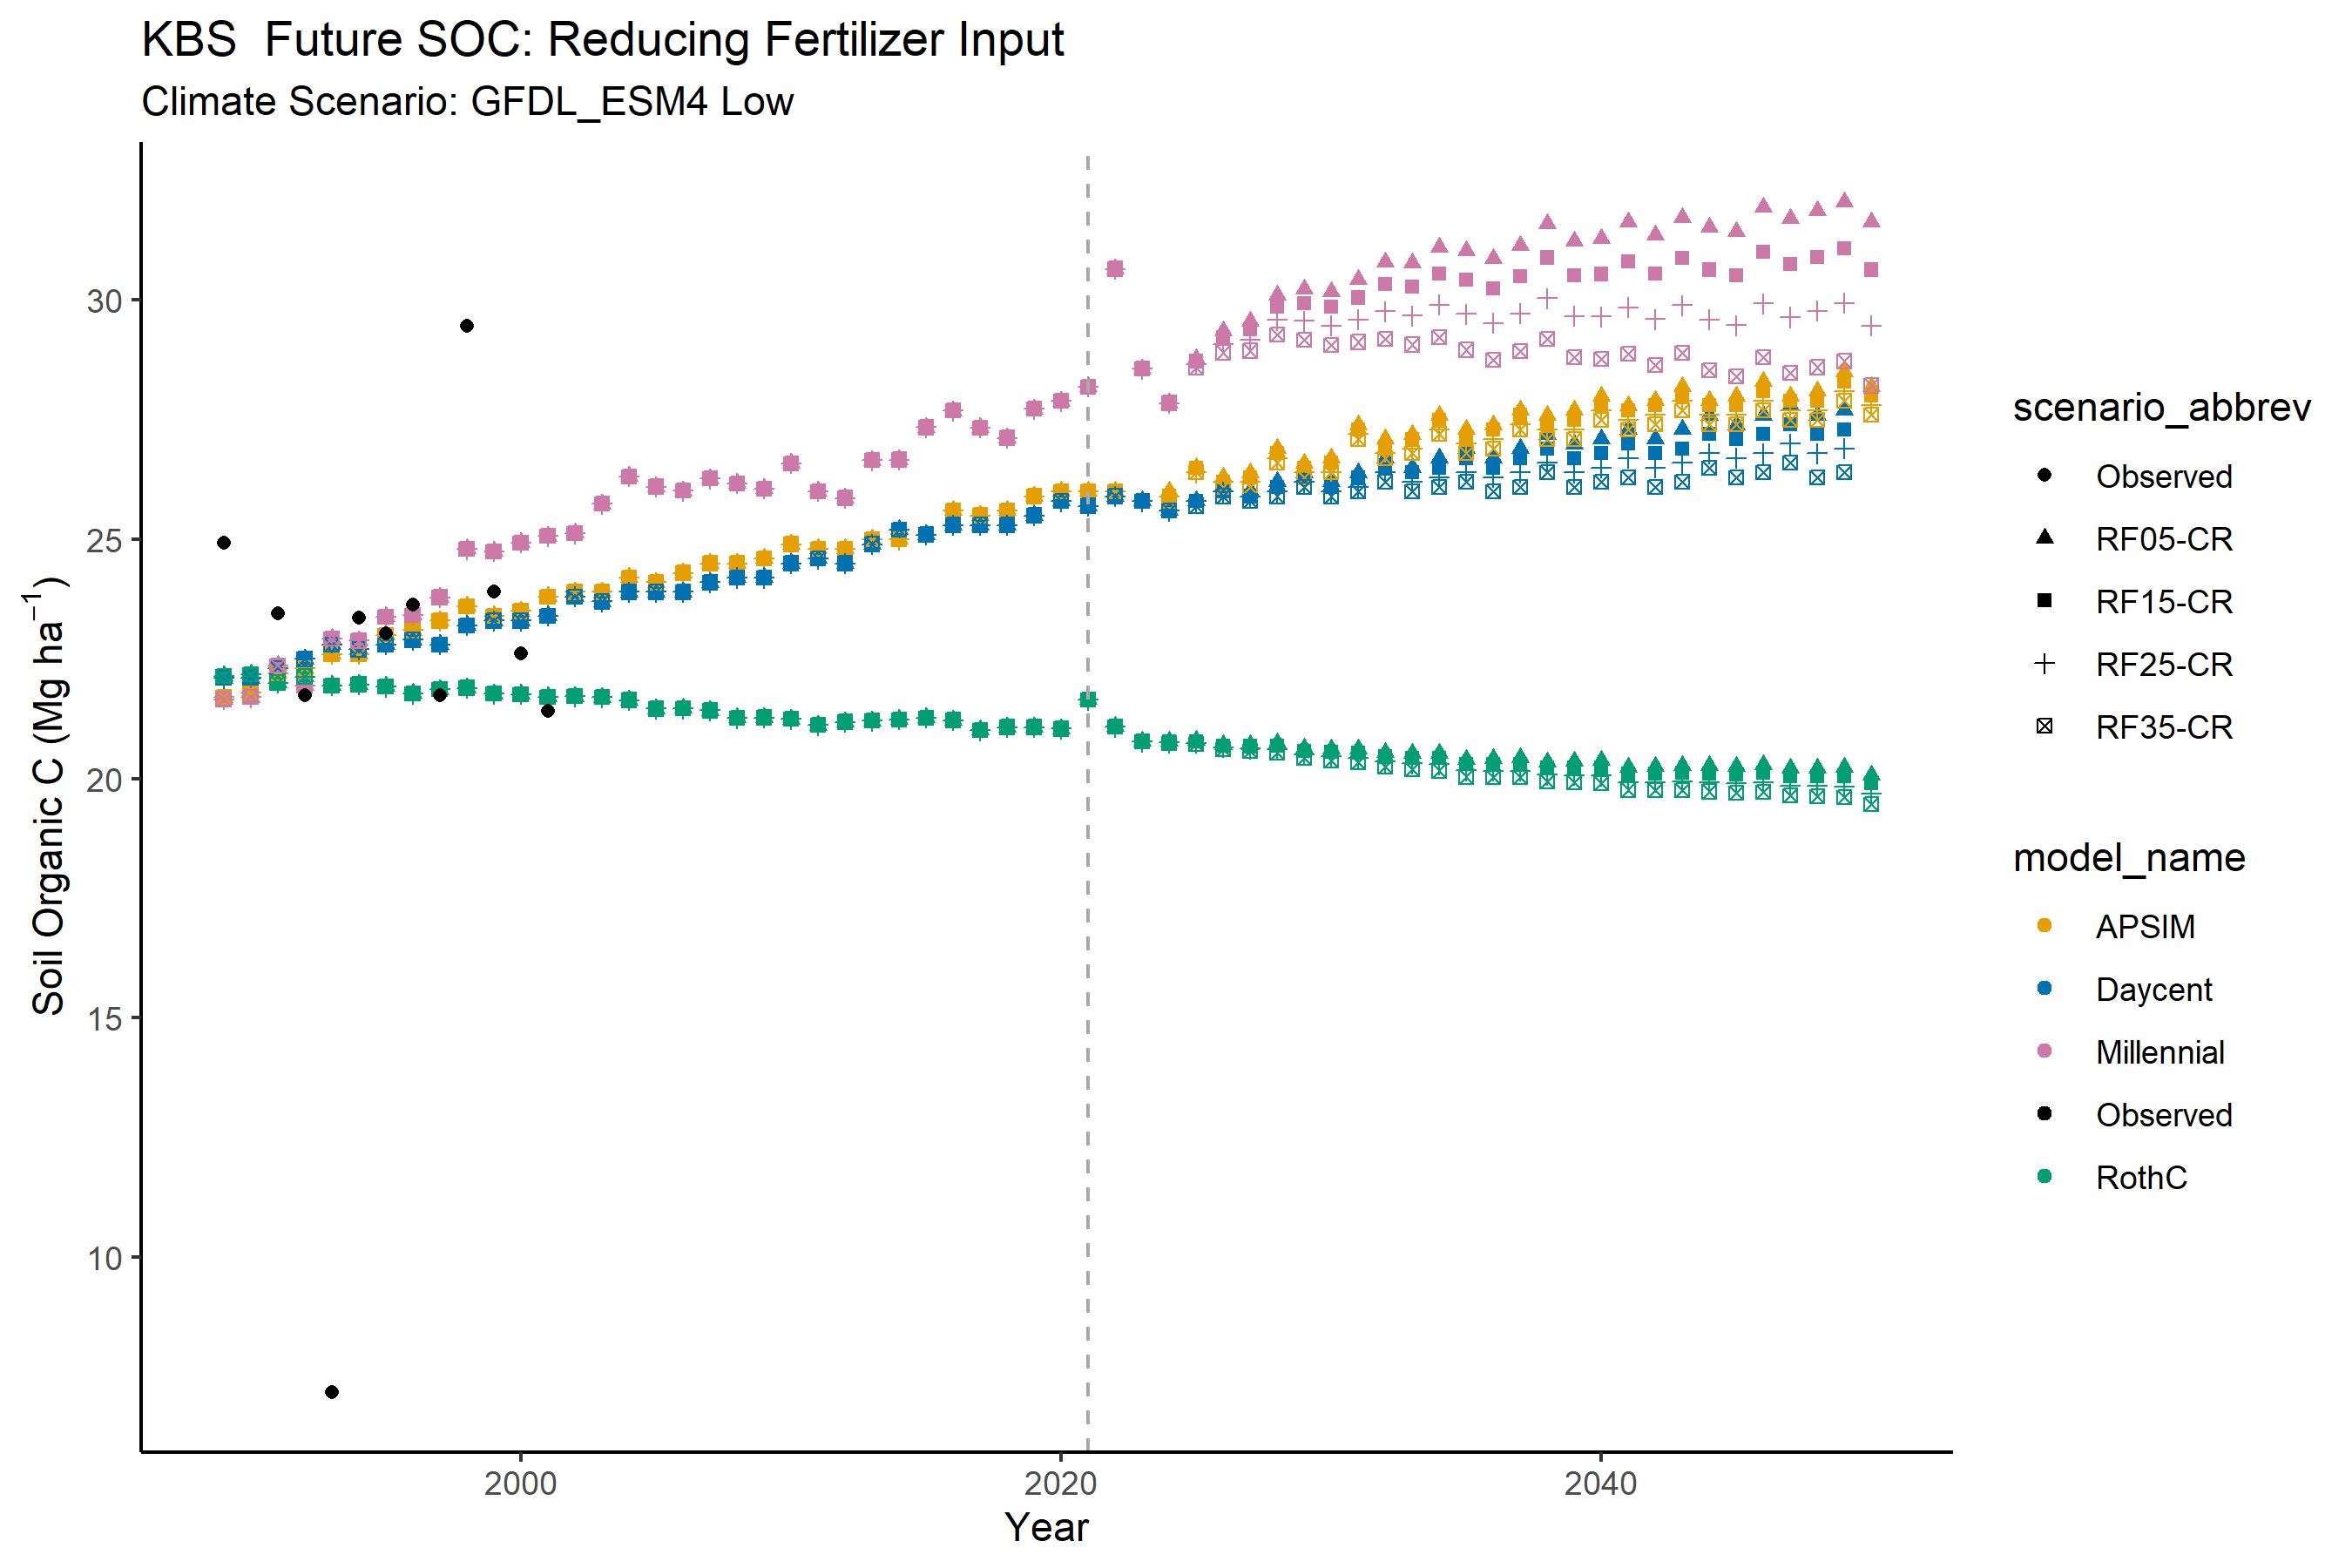 KBS  Future SOC: Reducing Fertilizer Input
Climate Scenario: GFDL_ESM4 Low
Soil Organic C (Mg ha⁻¹)
30
25
20
15
10
2000
2020
2040
Year
scenario_abbrev
Observed
RF05-CR
RF15-CR
RF25-CR
RF35-CR
model_name
APSIM
Daycent
Millennial
Observed
RothC